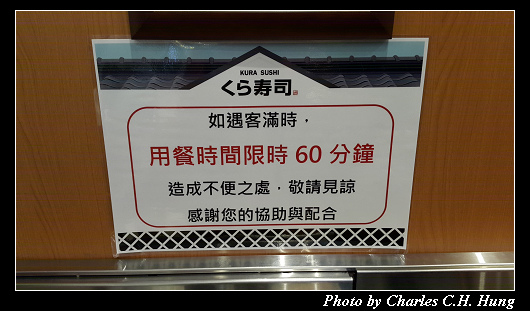 KURA SUSHI
くら寿司
如遇客滿時，
用餐時間限時 60 分鐘
造成不便之處，敬請見諒
感謝您的協助與配合
Photo by Charles C.H. Hung